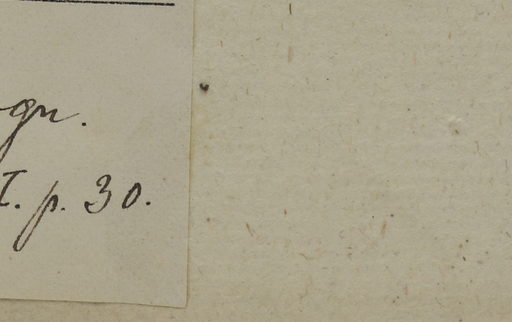 gn.
I. p. 30.